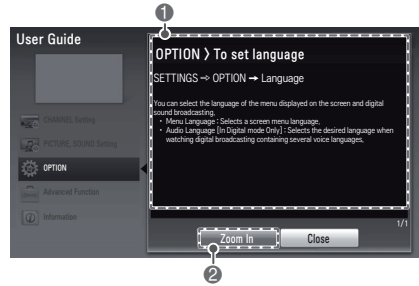 1
User Guide
OPTION > To set language
SETTINGS ⇨ OPTION ➙ Language
You can select the language of the menu displayed on the screen and digital
sound broadcasting.
• Menu Language : Selects a screen menu language.
• Audio Language [In Digital mode Only] : Selects the desired language when
watching digital broadcasting containing several voice languages.
CHANNEL Setting
PICTURE, SOUND Setting
OPTION
Advanced Function
Information
1/1
Zoom In
Close
2